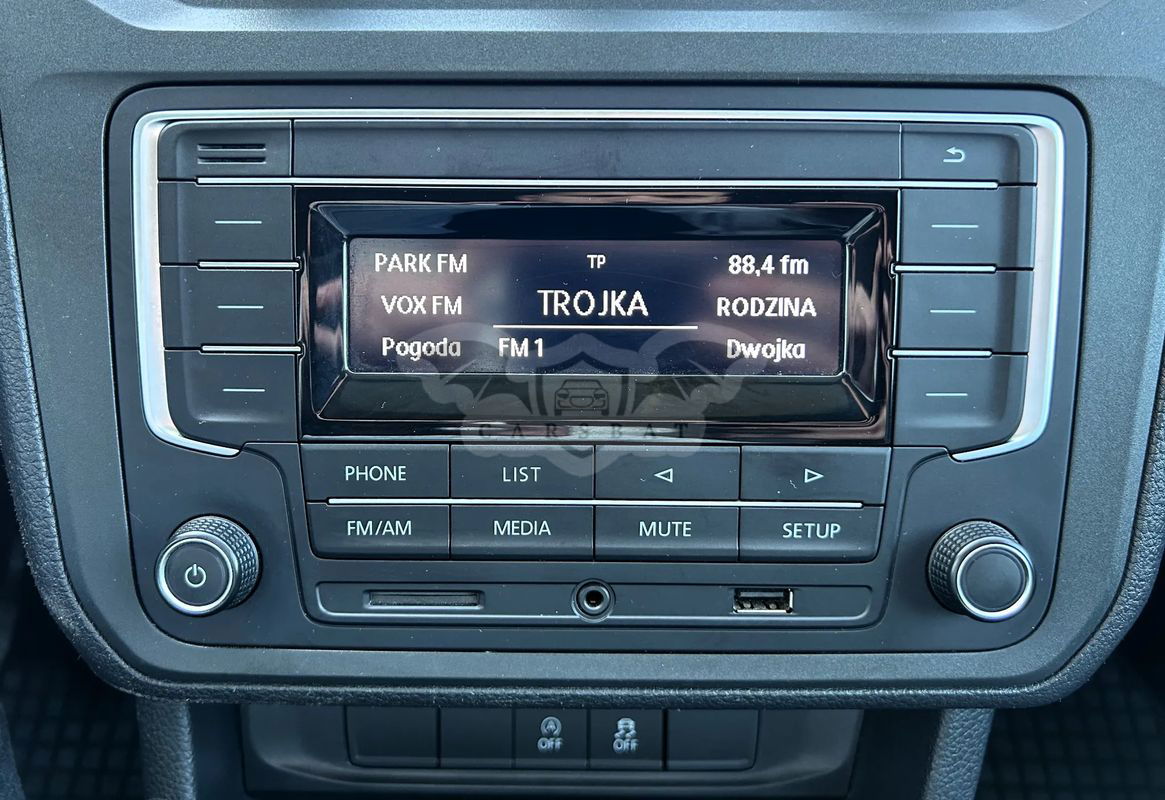 PARK FM TP 88,4 fm
VOX FM TROJKA RODZINA
Pogoda FM 1 Dwojka
CARSBAT
PHONE LIST
FM/AM MEDIA MUTE SETUP
OFF OFF